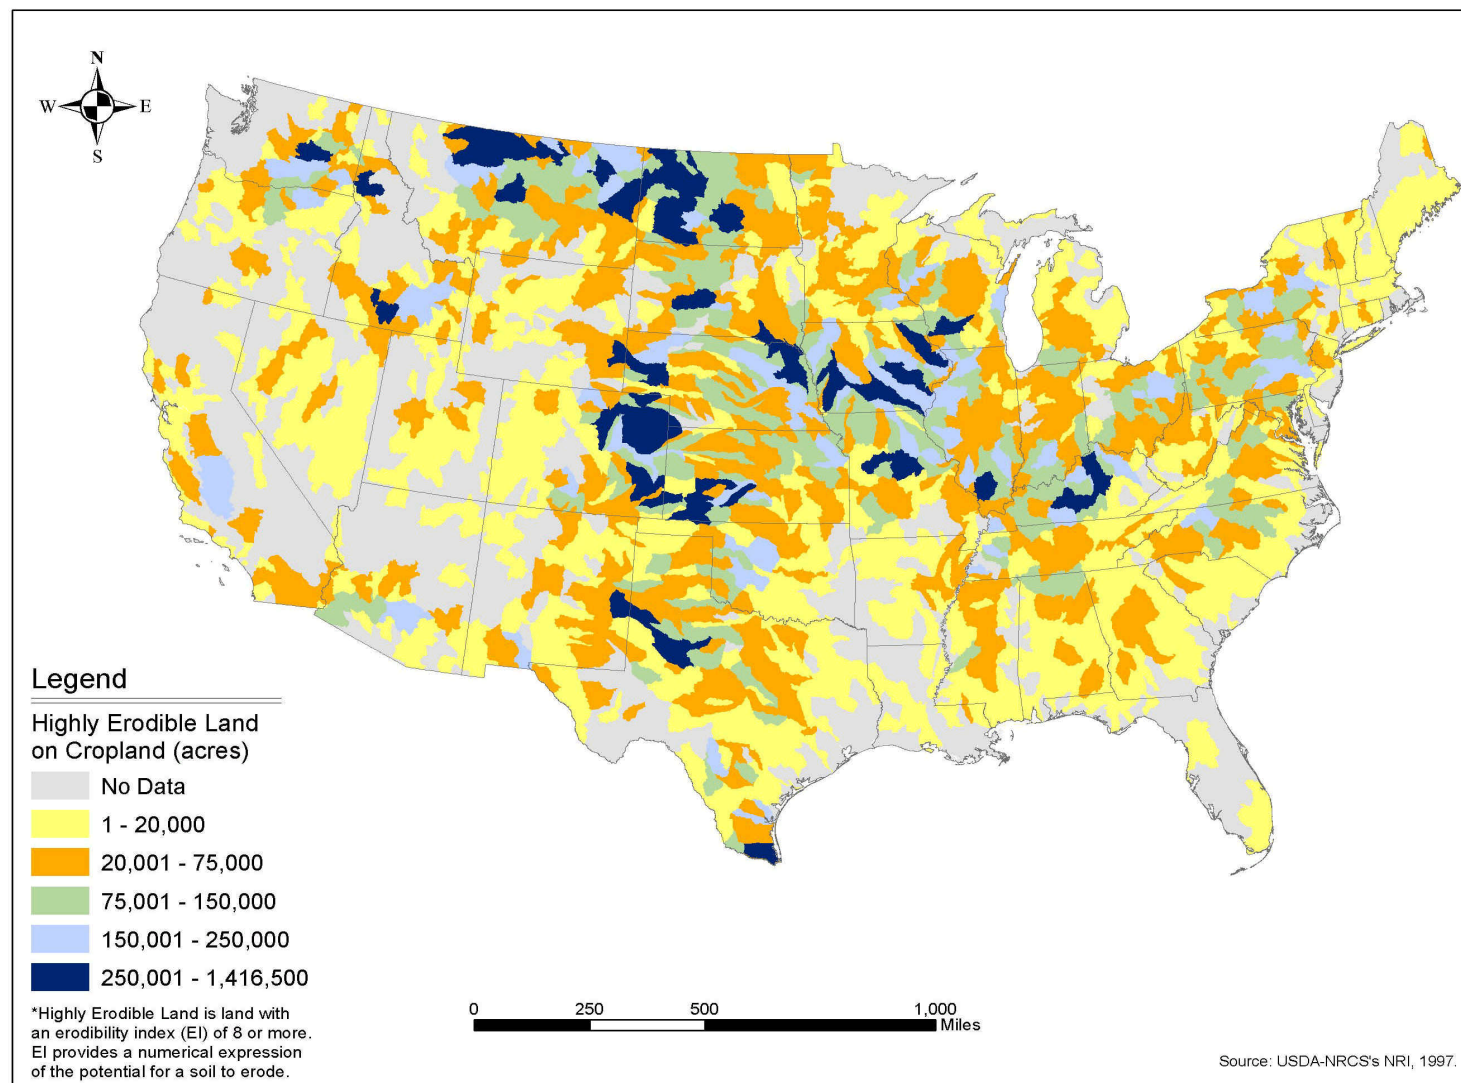 N
W E
S
Legend
Highly Erodible Land
on Cropland (acres)
No Data
1 - 20,000
20,001 - 75,000
75,001 - 150,000
150,001 - 250,000
250,001 - 1,416,500
*Highly Erodible Land is land with
an erodibility index (EI) of 8 or more.
EI provides a numerical expression
of the potential for a soil to erode.
0 250 500 1,000
Miles
Source: USDA-NRCS's NRI, 1997.